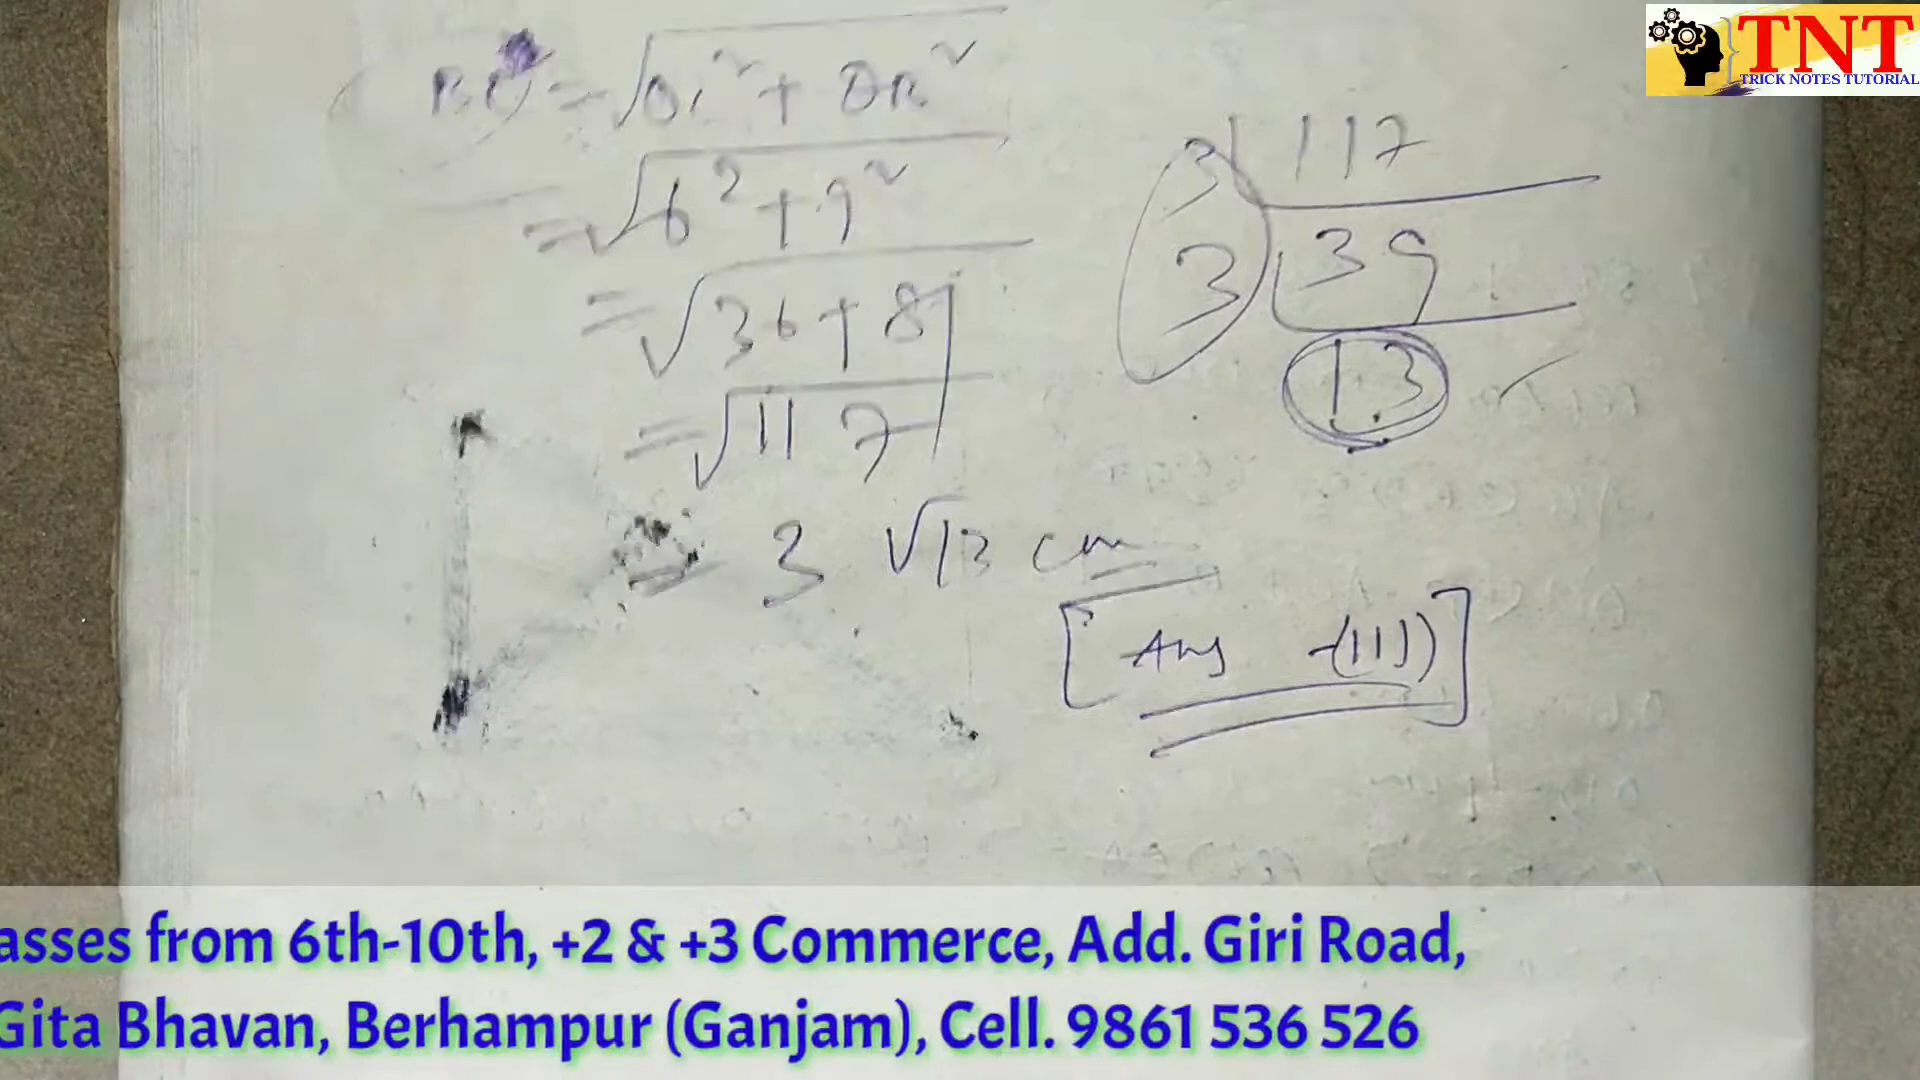 TNT
TRICK NOTES TUTORIAL
BC = √OC² + OB²
= √6² + 9²
= √36 + 81
= √117
= 3 √13 cm
3 117
3 39
13
Ans -(III)
asses from 6th-10th, +2 & +3 Commerce, Add. Giri Road,
Gita Bhavan, Berhampur (Ganjam), Cell. 9861 536 526